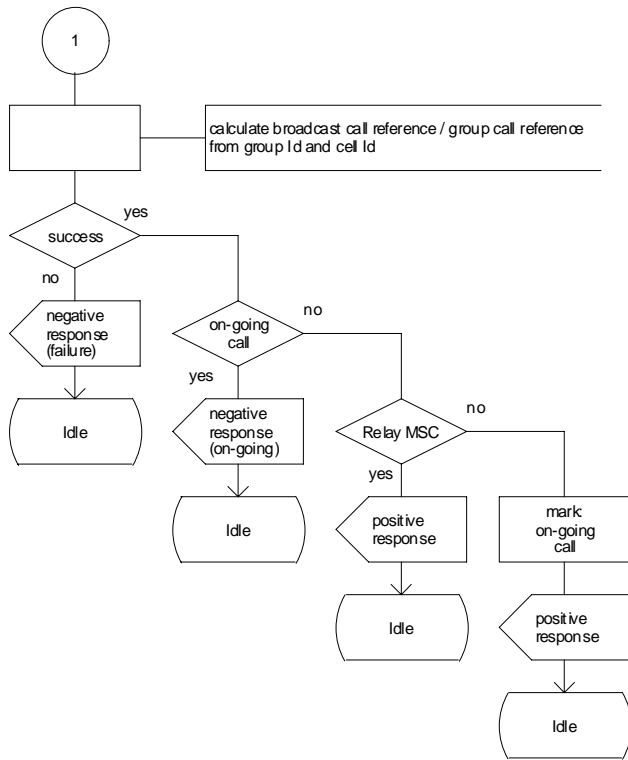 1
calculate broadcast call reference / group call reference
from group Id and cell Id
yes
success
no
negative
response
(failure)
Idle
no
on-going
call
yes
negative
response
(on-going)
Idle
no
Relay MSC
yes
positive
response
Idle
mark:
on-going
call
positive
response
Idle